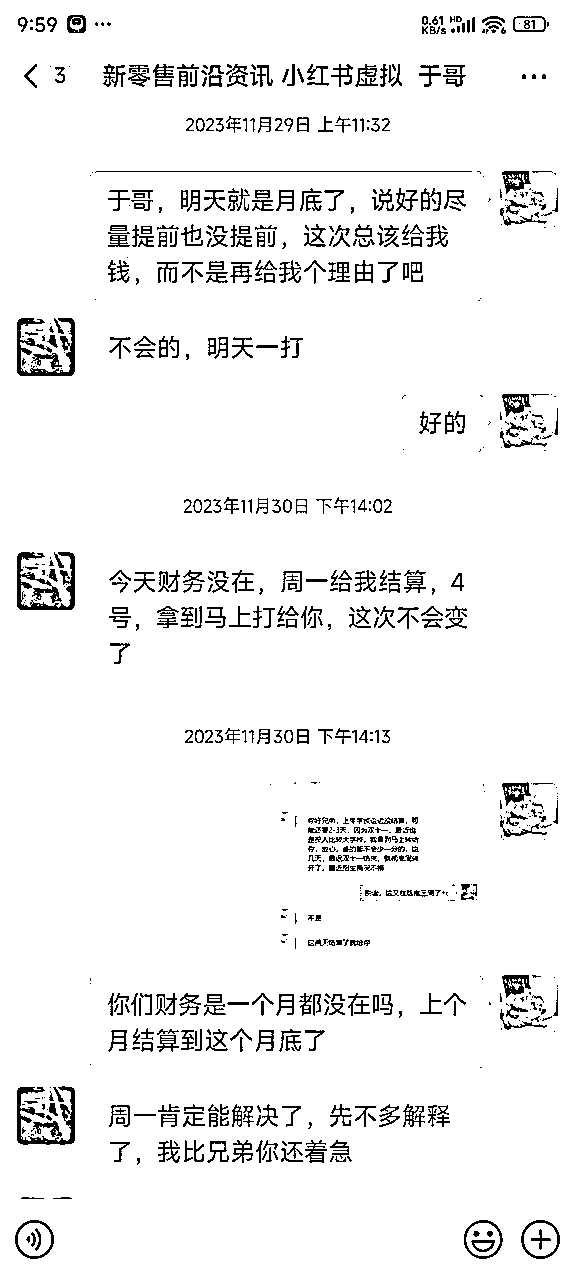 9:59
0.61 KB/s HD 81
3 新零售前沿资讯 小红书虚拟 于哥
2023年11月29日 上午11:32
于哥，明天就是月底了，说好的尽
量提前也没提前，这次总该给我
钱，而不是再给我个理由了吧
不会的，明天一打
好的
2023年11月30日 下午14:02
今天财务没在，周一给我结算，4
号，拿到马上打给你，这次不会变
了
2023年11月30日 下午14:13
不是
你们财务是一个月都没在吗，上个
月结算到这个月底了
周一肯定能解决了，先不多解释
了，我比兄弟你还着急